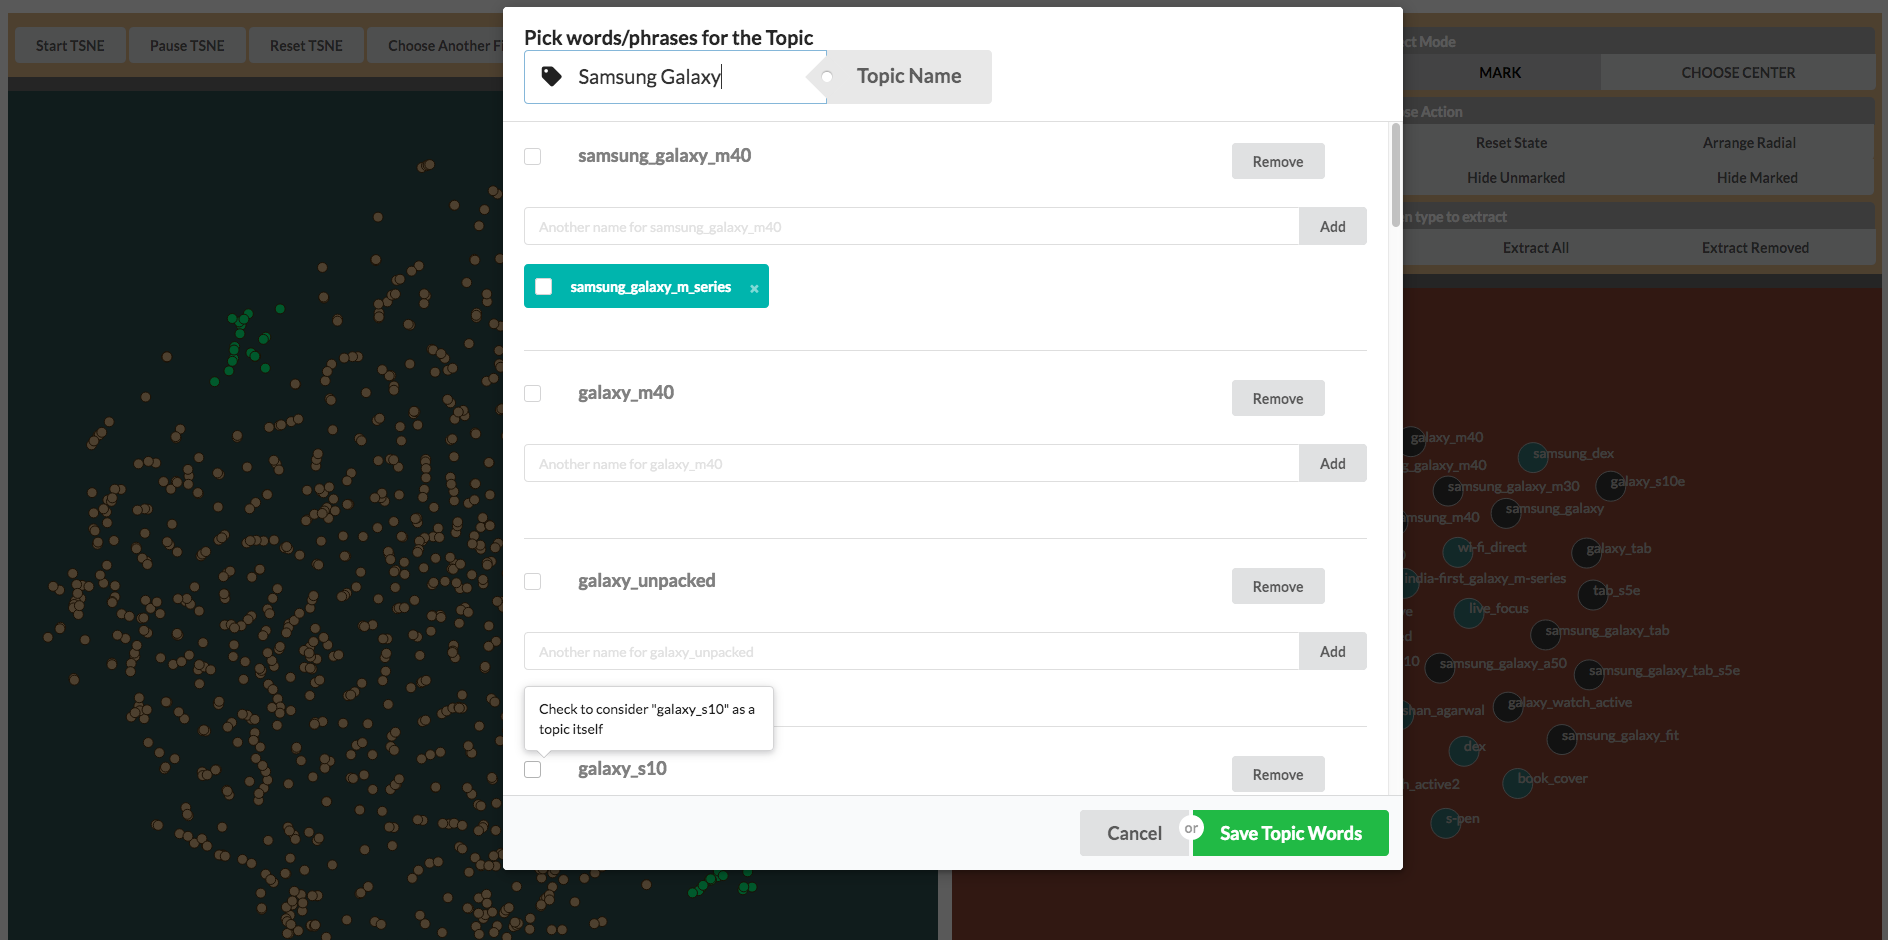 Start TSNE
Pause TSNE
Reset TSNE
Choose Another Fi
Pick words/phrases for the Topic
Samsung Galaxy
Topic Name
samsung_galaxy_m40
Remove
Another name for samsung_galaxy_m40
Add
samsung_galaxy_m_series ×
galaxy_m40
Remove
Another name for galaxy_m40
Add
galaxy_unpacked
Remove
Another name for galaxy_unpacked
Add
Check to consider "galaxy_s10" as a
topic itself
galaxy_s10
Remove
Cancel
or
Save Topic Words
ct Mode
MARK
CHOOSE CENTER
se Action
Reset State
Arrange Radial
Hide Unmarked
Hide Marked
n type to extract
Extract All
Extract Removed
galaxy_m40
samsung_dex
g_galaxy_m40
samsung_galaxy_m30
galaxy_s10e
samsung_galaxy
msung_m40
wi-fi_direct
galaxy_tab
india-first_galaxy_m-series
tab_s5e
live_focus
samsung_galaxy_tab
10
samsung_galaxy_a50
samsung_galaxy_tab_s5e
galaxy_watch_active
shan_agarwal
samsung_galaxy_fit
dex
book_cover
h_active2
s-pen